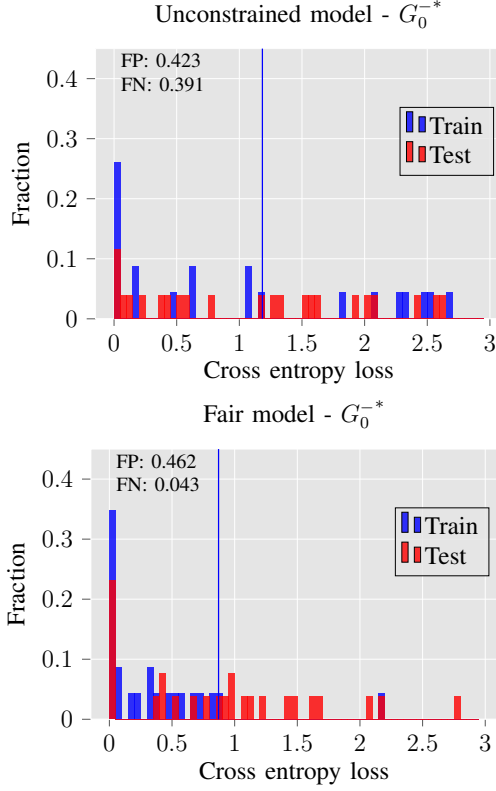 Unconstrained model - $G_0^{-*}$
FP: 0.423
FN: 0.391
0.4
0.3
0.2
0.1
0
Fraction
Train
Test
0 0.5 1 1.5 2 2.5 3
Cross entropy loss
Fair model - $G_0^{-*}$
FP: 0.462
FN: 0.043
0.4
0.3
0.2
0.1
0
Fraction
Train
Test
0 0.5 1 1.5 2 2.5 3
Cross entropy loss